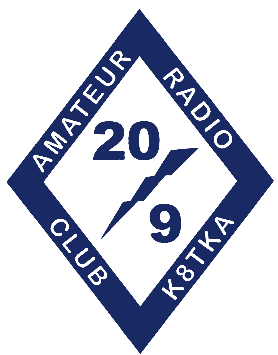 AMATEUR
RADIO
20
9
CLUB
K8TKA